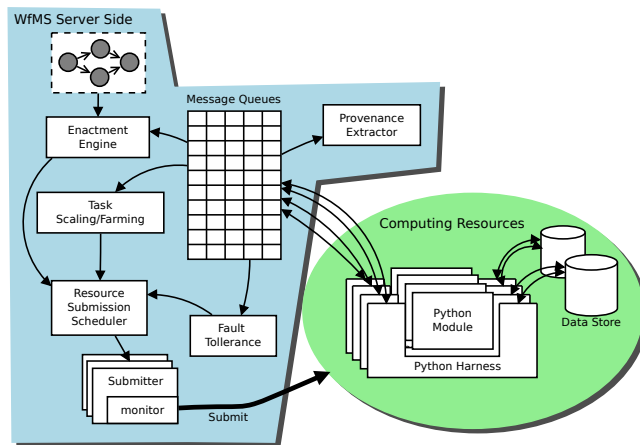 WfMS Server Side
Message Queues
Enactment
Engine
Provenance
Extractor
Task
Scaling/Farming
Computing Resources
Resource
Submission
Scheduler
Fault
Tollerance
Python
Module
Data Store
Python Harness
Submitter
monitor
Submit